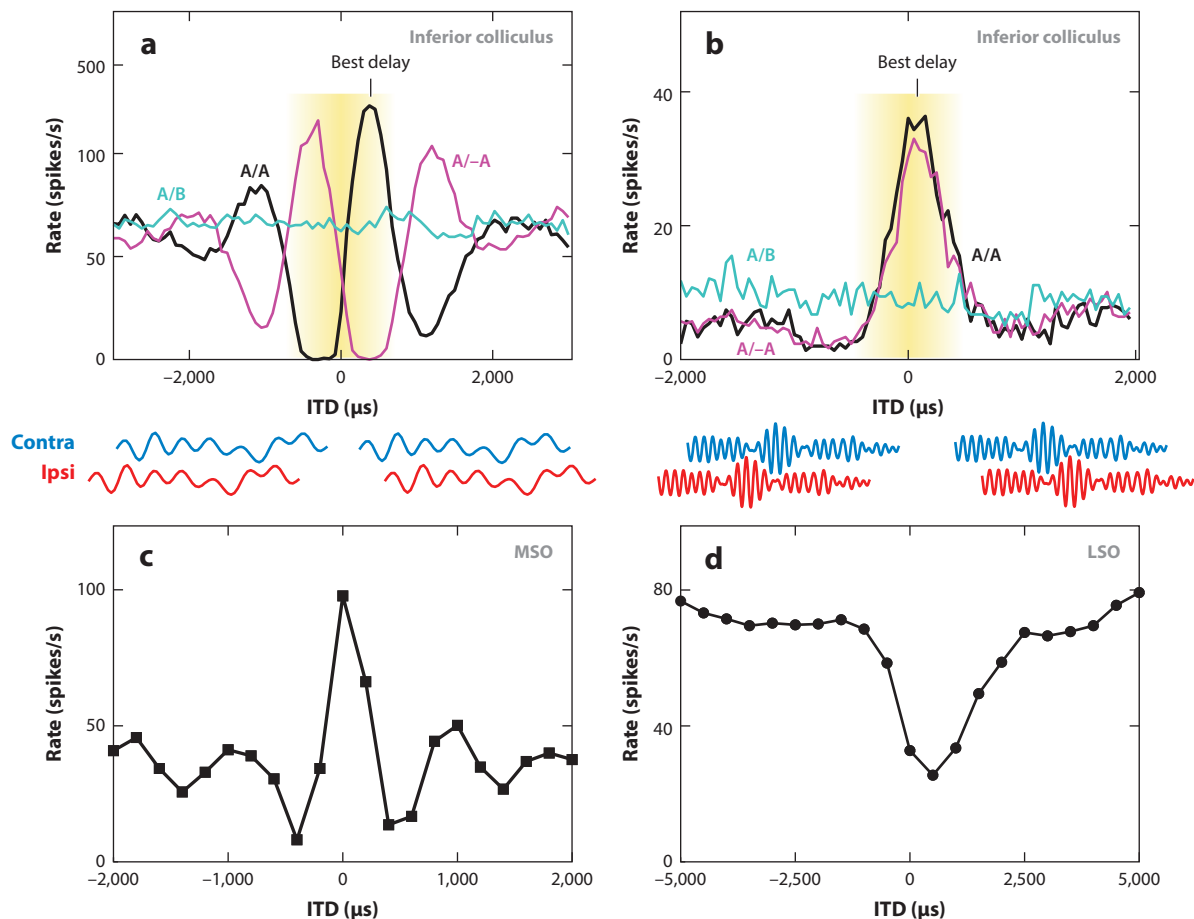 a
Inferior colliculus
Best delay
500
100
50
0
Rate (spikes/s)
A/B
A/A
A/–A
–2,000
0
2,000
ITD (µs)
b
Inferior colliculus
Best delay
40
20
0
Rate (spikes/s)
A/B
A/A
A/–A
–2,000
0
2,000
ITD (µs)
Contra
Ipsi
c
MSO
100
50
0
Rate (spikes/s)
–2,000
–1,000
0
1,000
2,000
ITD (µs)
d
LSO
80
40
0
Rate (spikes/s)
–5,000
–2,500
0
2,500
5,000
ITD (µs)